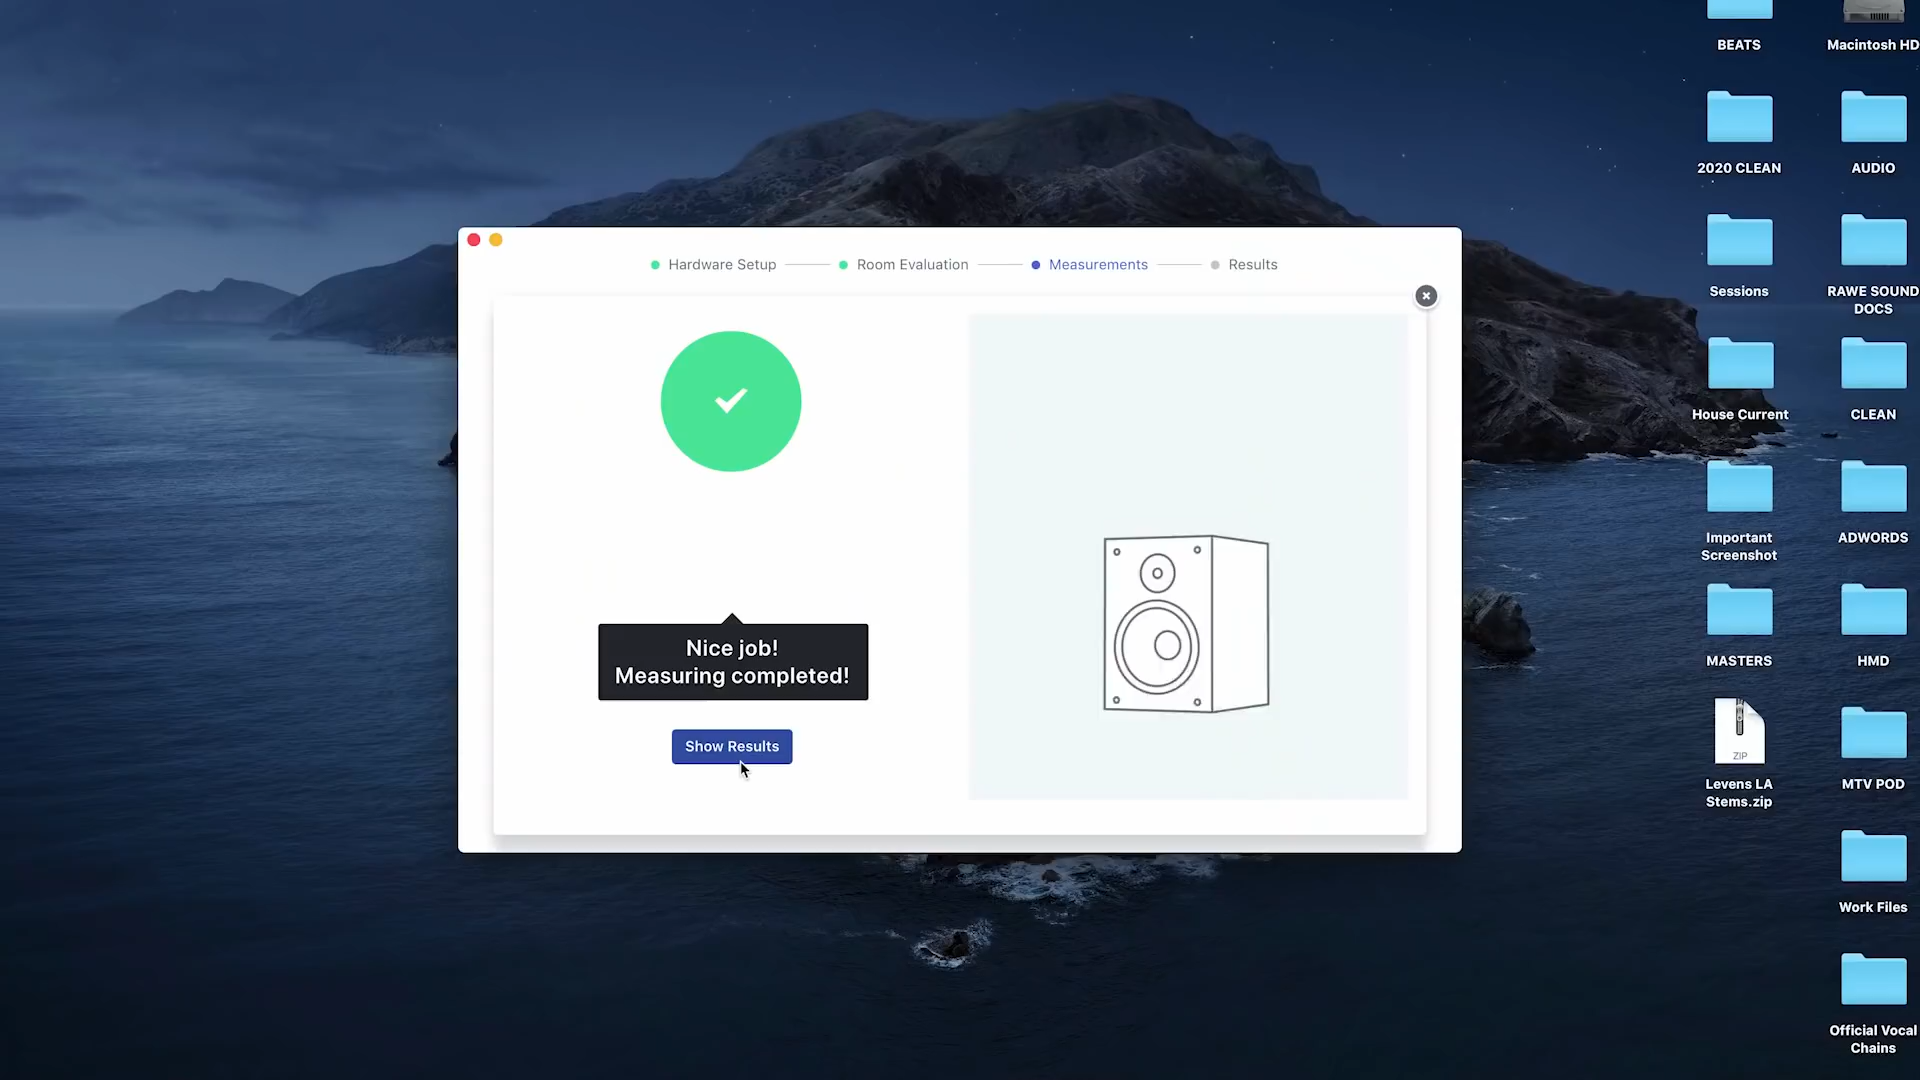 BEATS
Macintosh HD
2020 CLEAN
AUDIO
Hardware Setup
Room Evaluation
Measurements
Results
Sessions
RAWE SOUND
DOCS
House Current
CLEAN
Important
Screenshot
ADWORDS
Nice job!
Measuring completed!
MASTERS
HMD
Show Results
ZIP
Levens LA
Stems.zip
MTV POD
Work Files
Official Vocal
Chains